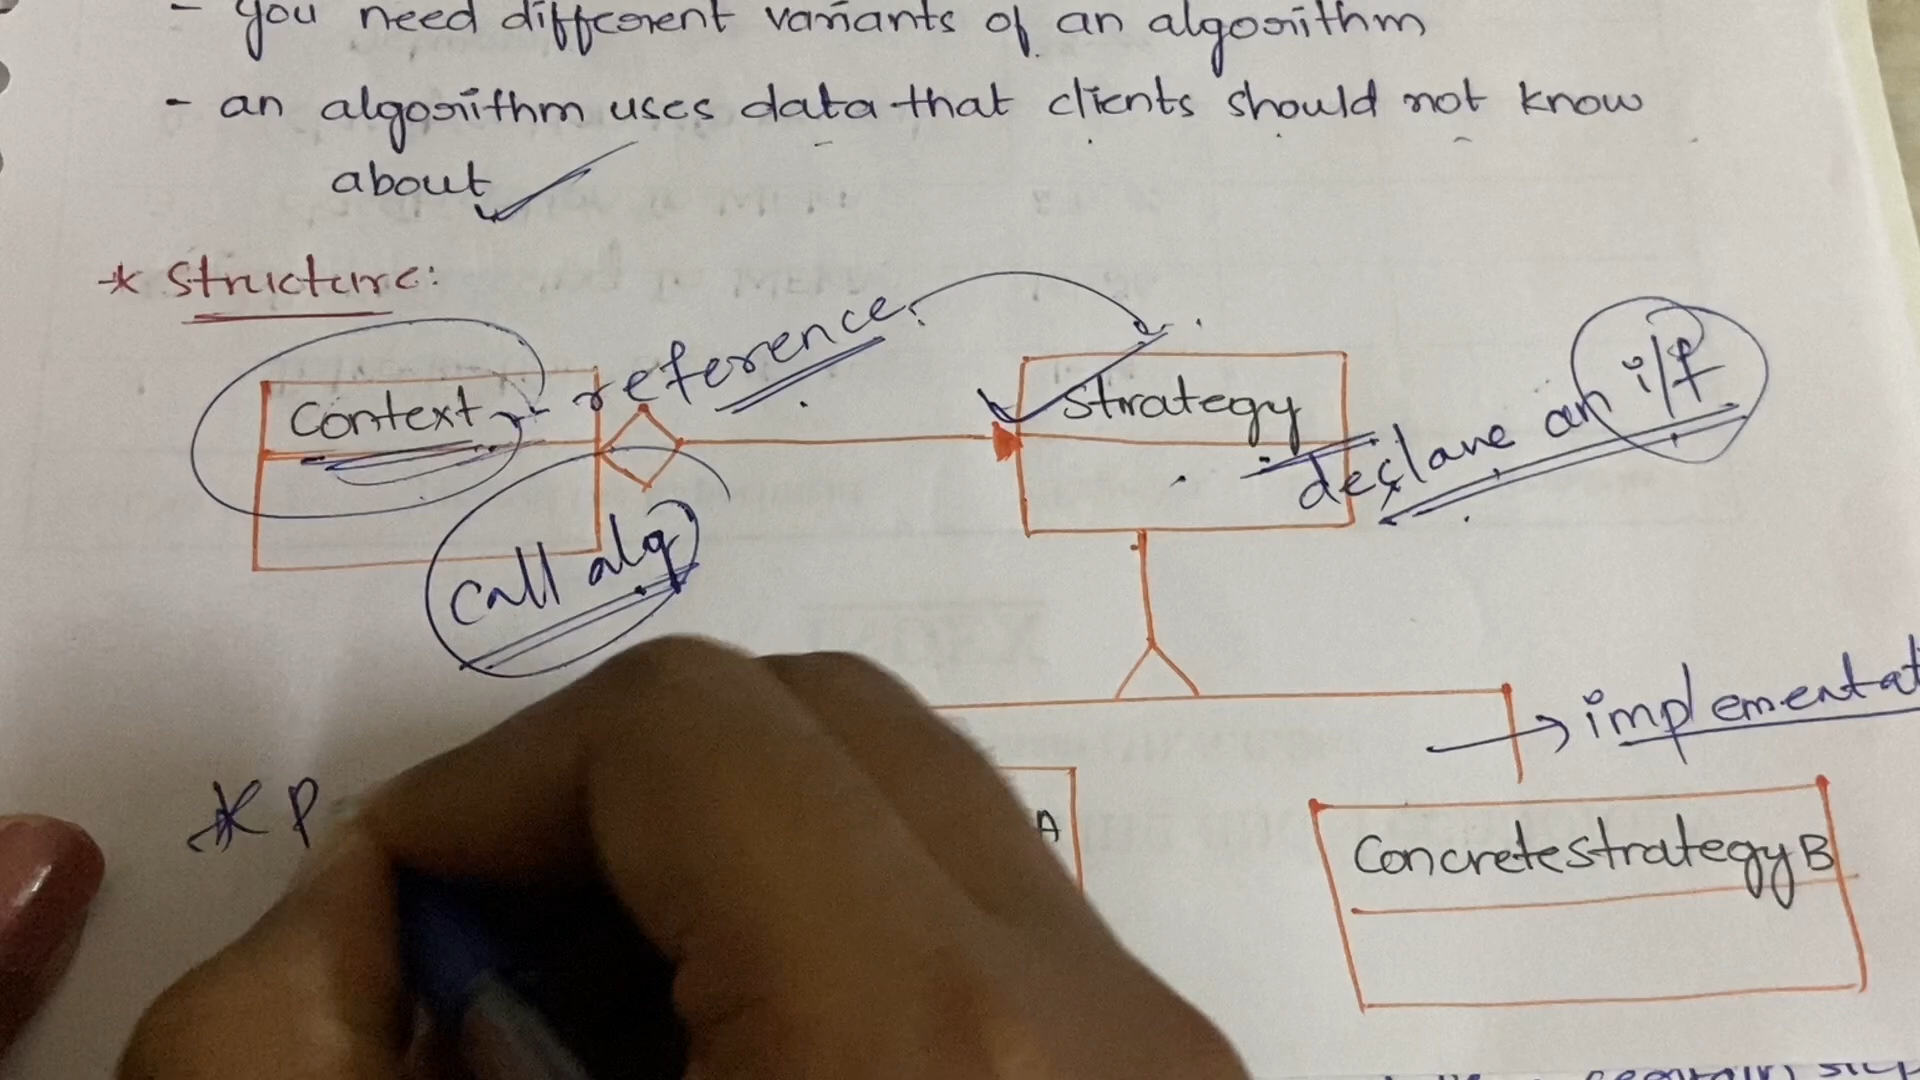 - you need different variants of an algorithm
- an algorithm uses data that clients should not know
about
* Structure:
Context - reference
Strategy
declare an i/f
call alg
implementat
* P
A
ConcretestrategyB